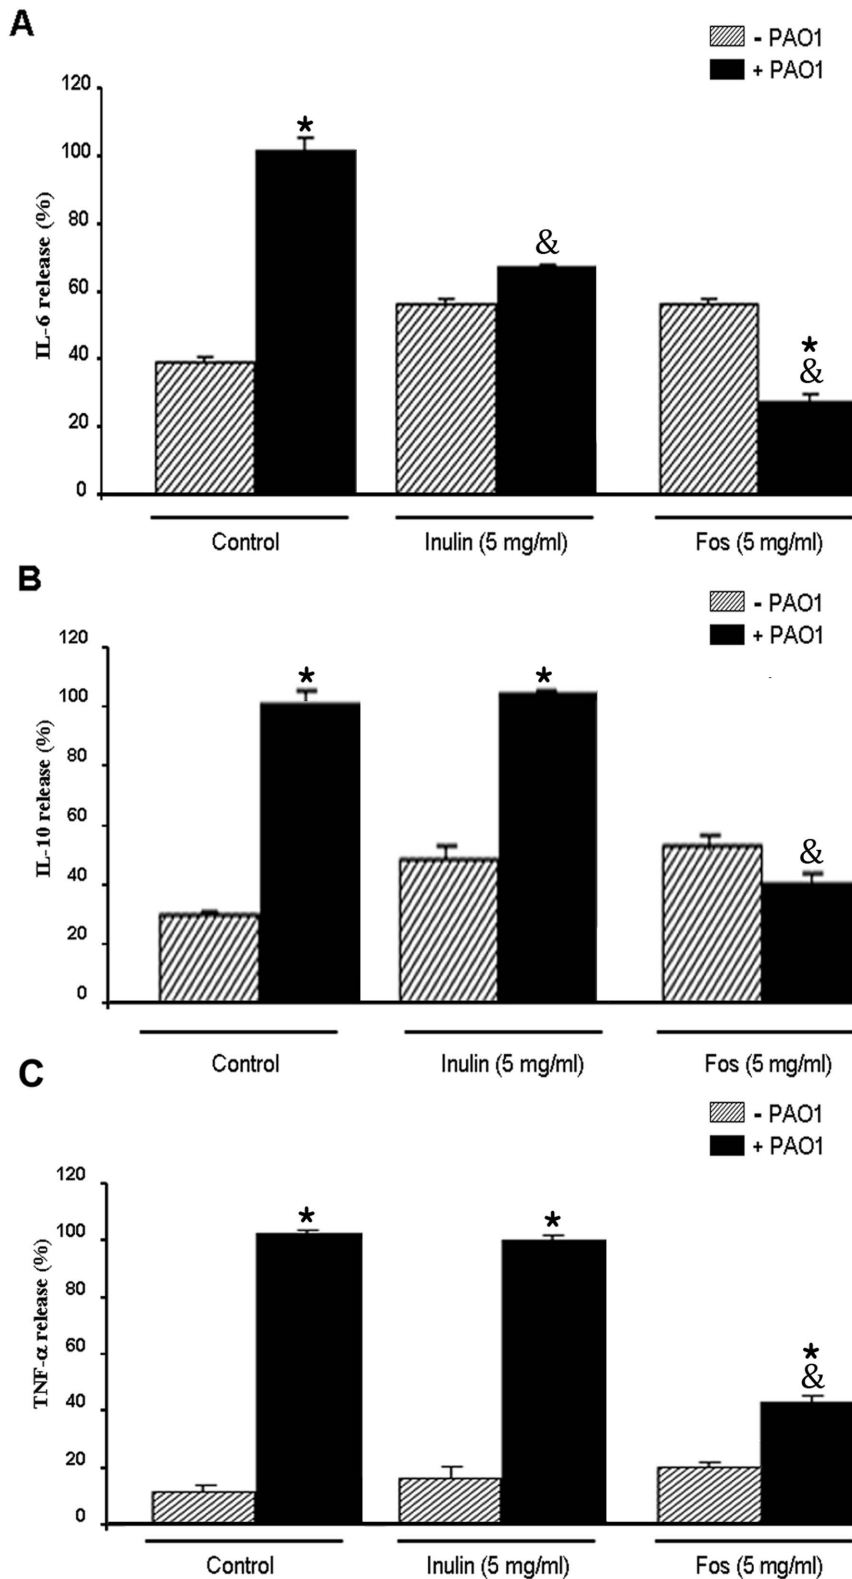 A
- PAO1
+ PAO1
120
100
80
60
40
20
0
IL-6 release (%)
*
&
*
&
Control
Inulin (5 mg/ml)
Fos (5 mg/ml)
B
- PAO1
+ PAO1
120
100
80
60
40
20
0
IL-10 release (%)
*
*
&
Control
Inulin (5 mg/ml)
Fos (5 mg/ml)
C
- PAO1
+ PAO1
120
100
80
60
40
20
0
TNF-α release (%)
*
*
*
&
Control
Inulin (5 mg/ml)
Fos (5 mg/ml)